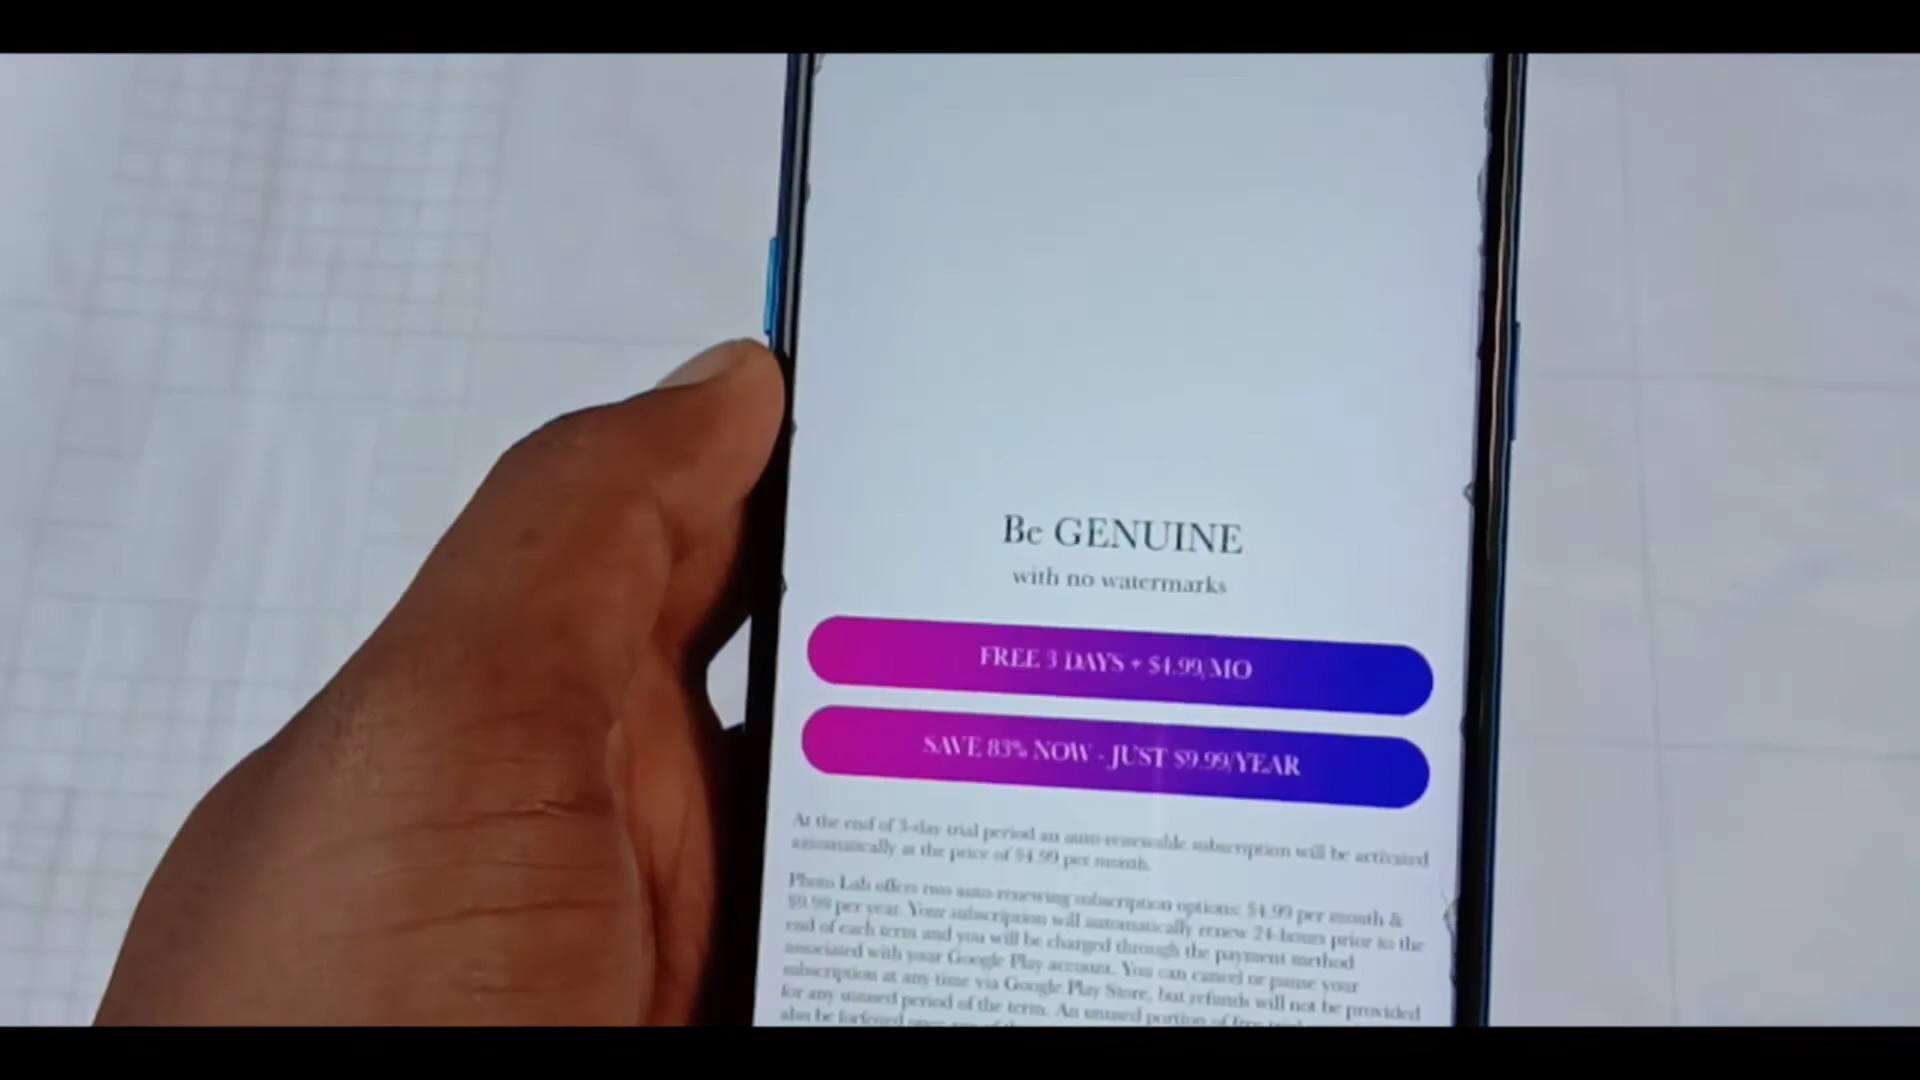 Be GENUINE
with no watermarks
FREE 3 DAYS + $4.99/MO
SAVE 83% NOW - JUST $9.99/YEAR
At the end of 3-day trial period an auto-renewable subscription will be activated
automatically at the price of $4.99 per month.
Photo Lab offers two auto-renewing subscription options: $4.99 per month &
$9.99 per year. Your subscription will automatically renew 24-hours prior to the
end of each term and you will be charged through the payment method
associated with your Google Play account. You can cancel or pause your
subscription at any time via Google Play Store, but refunds will not be provided
for any unused period of the term. An unused portion of free
also be forfeited